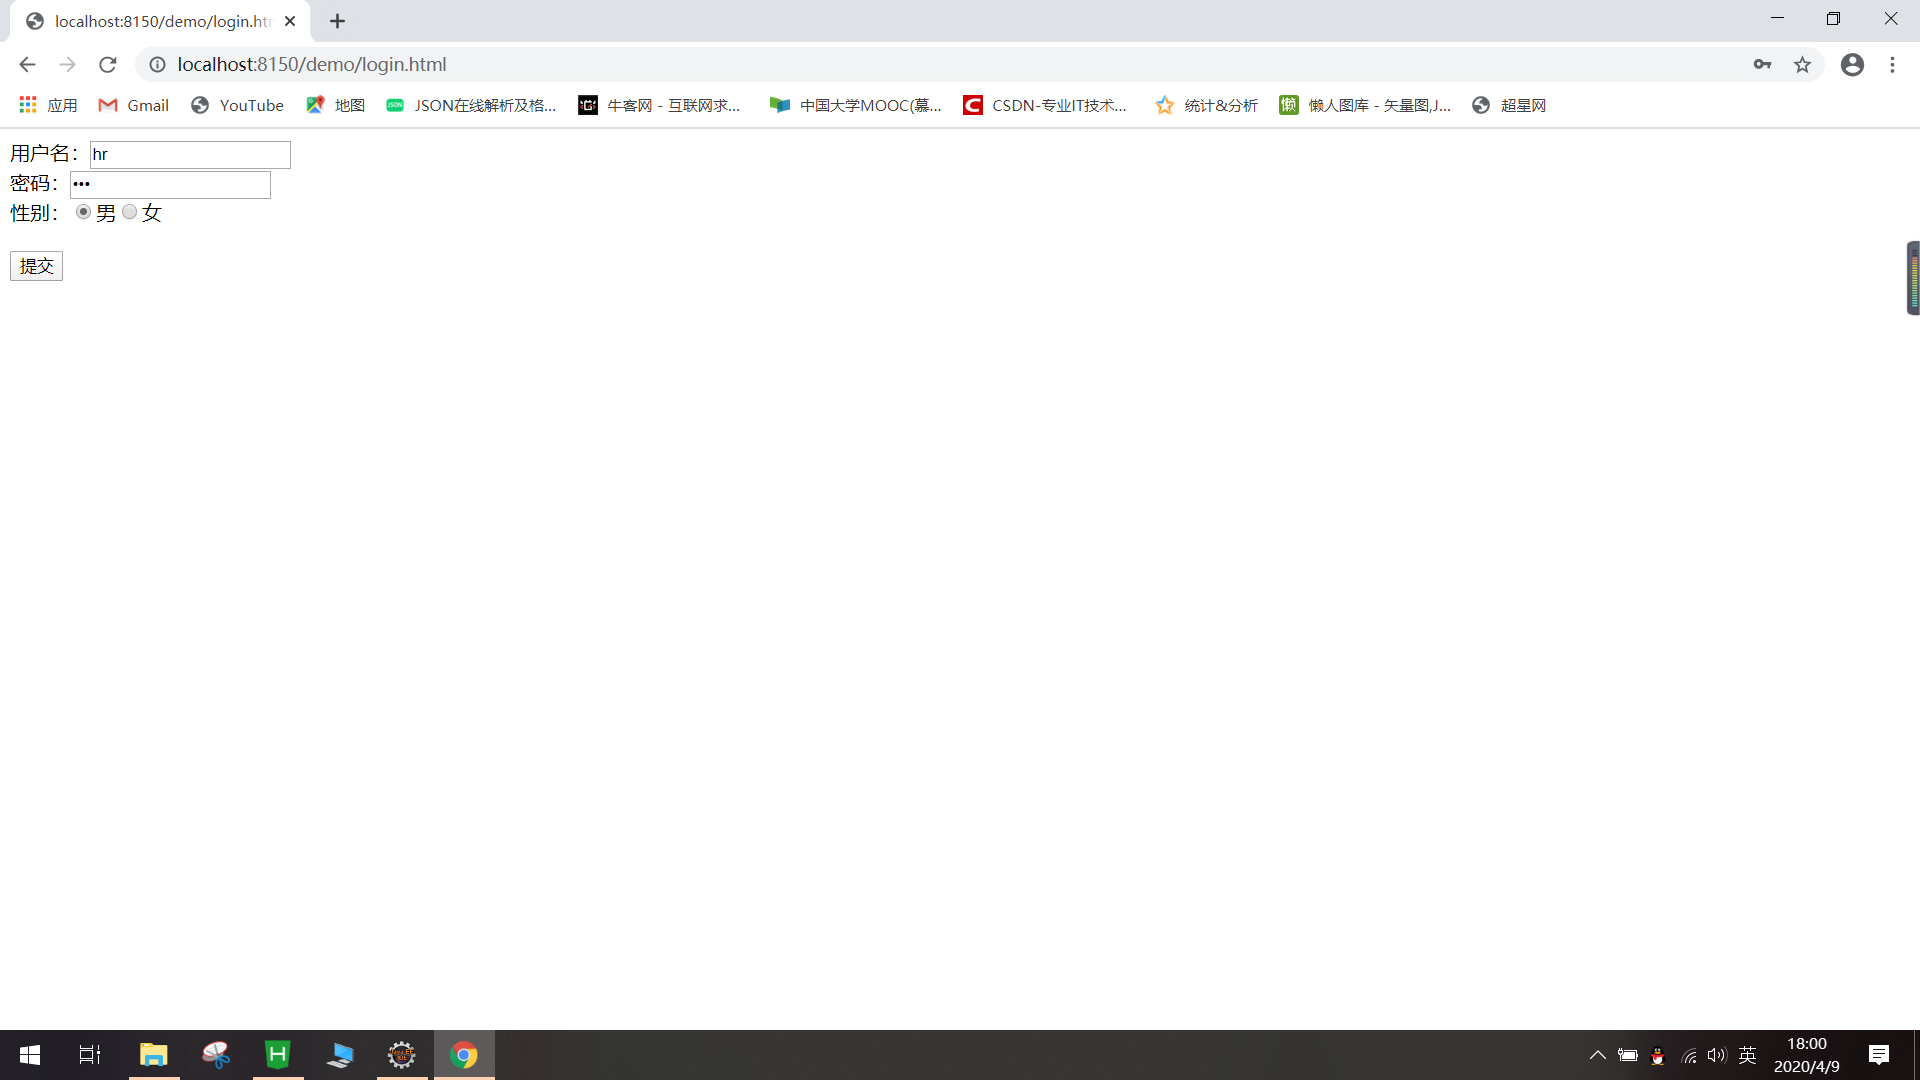 localhost:8150/demo/login.htm
localhost:8150/demo/login.html
应用 Gmail YouTube 地图 JSON在线解析及格... 牛客网 - 互联网求... 中国大学MOOC(慕... CSDN-专业IT技术... 统计&分析 懒人图库 - 矢量图,J... 超星网
用户名：hr
密码：•••
性别： 男 女
提交
英
18:00
2020/4/9